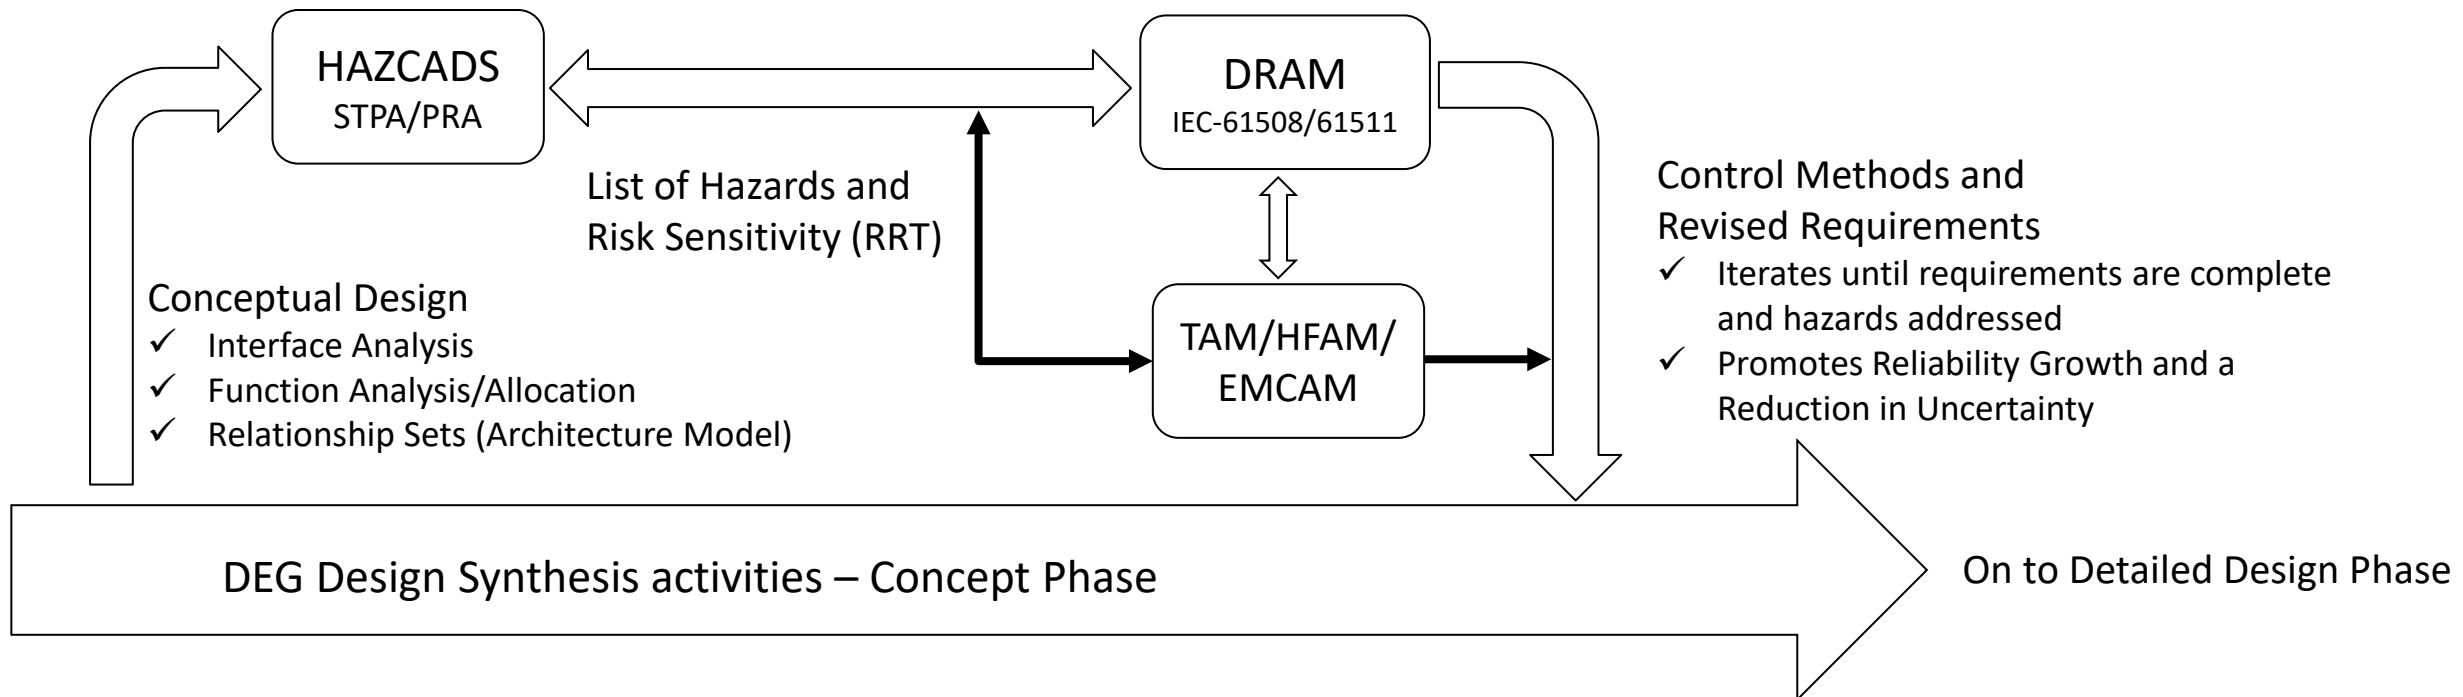 HAZCADS
STPA/PRA
DRAM
IEC-61508/61511
List of Hazards and
Risk Sensitivity (RRT)
Control Methods and
Revised Requirements
✓ Iterates until requirements are complete
and hazards addressed
✓ Promotes Reliability Growth and a
Reduction in Uncertainty
Conceptual Design
✓ Interface Analysis
✓ Function Analysis/Allocation
✓ Relationship Sets (Architecture Model)
TAM/HFAM/
EMCAM
DEG Design Synthesis activities – Concept Phase
On to Detailed Design Phase